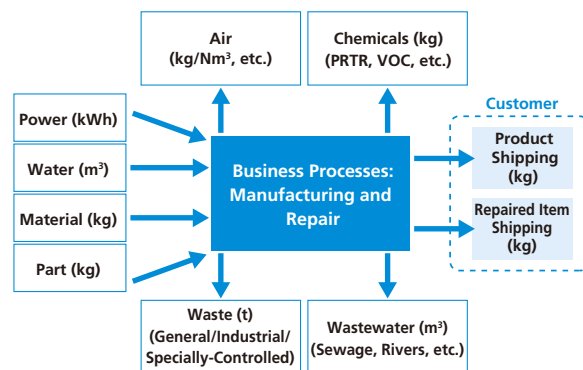 Air
(kg/Nm³, etc.)
Chemicals (kg)
(PRTR, VOC, etc.)
Power (kWh)
Water (m³)
Material (kg)
Part (kg)
Business Processes:
Manufacturing and
Repair
Customer
Product
Shipping
(kg)
Repaired Item
Shipping
(kg)
Waste (t)
(General/Industrial/
Specially-Controlled)
Wastewater (m³)
(Sewage, Rivers, etc.)